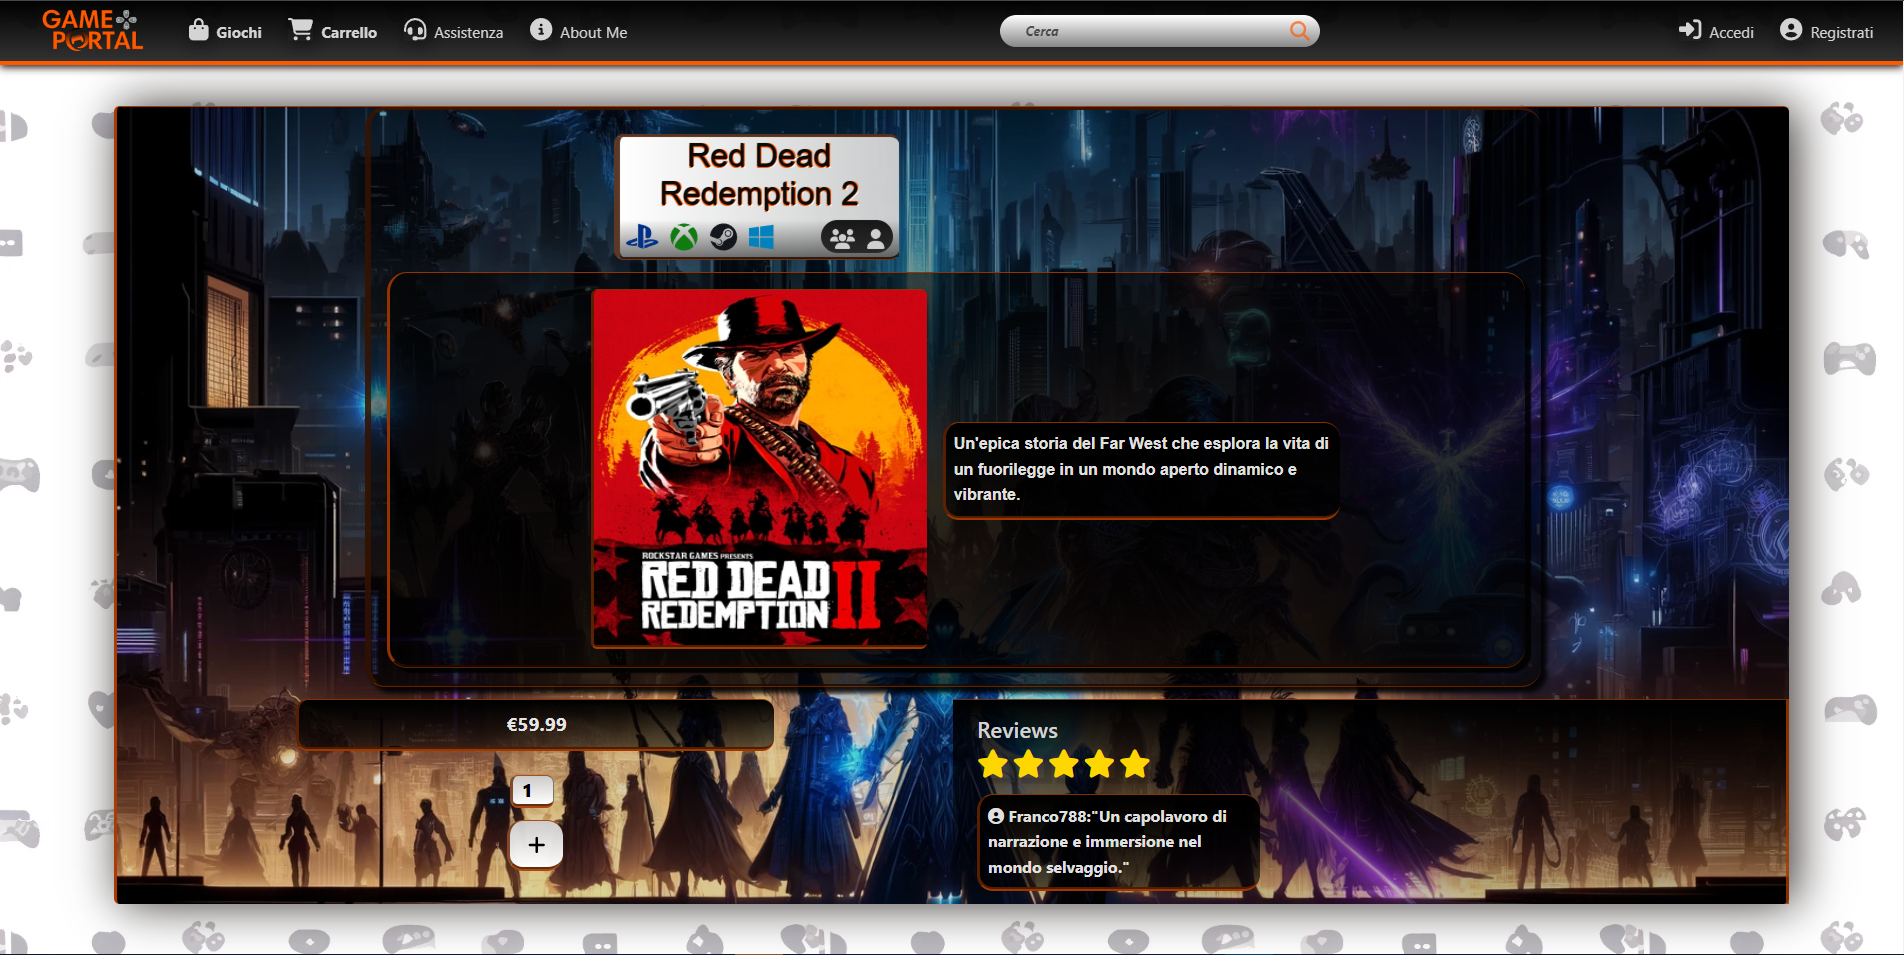 GAME
PORTAL
Giochi
Carrello
Assistenza
About Me
Cerca
Accedi
Registrati
Red Dead
Redemption 2
Un'epica storia del Far West che esplora la vita di
un fuorilegge in un mondo aperto dinamico e
vibrante.
ROCKSTAR GAMES PRESENTS
RED DEAD
REDEMPTION II
€59.99
1
+
Reviews
Franco788:"Un capolavoro di
narrazione e immersione nel
mondo selvaggio."